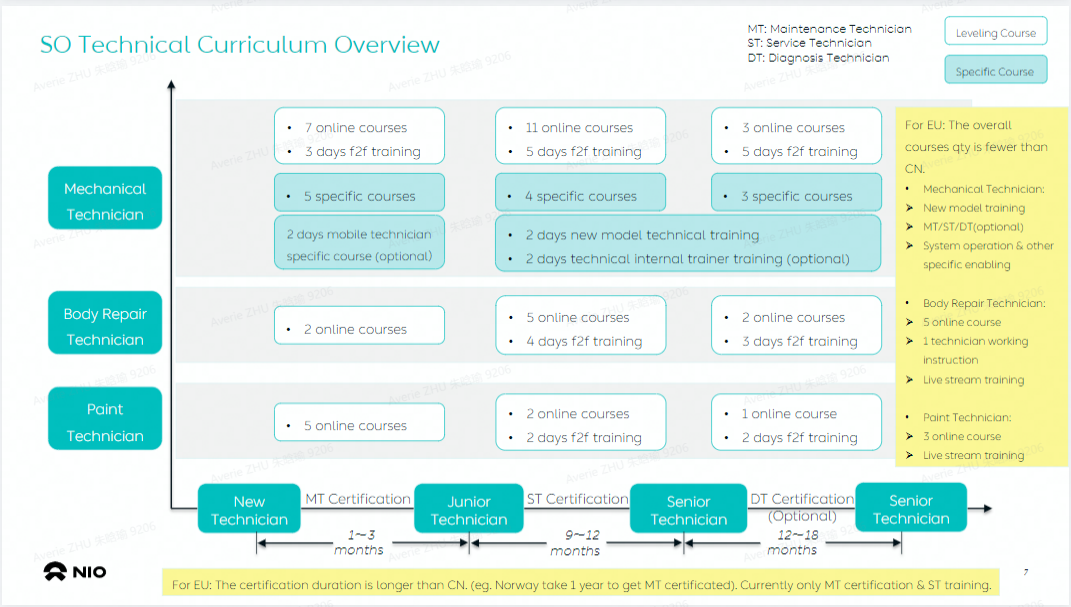 SO Technical Curriculum Overview
MT: Maintenance Technician
ST: Service Technician
DT: Diagnosis Technician
Leveling Course
Specific Course
Mechanical
Technician
• 7 online courses
• 3 days f2f training
• 11 online courses
• 5 days f2f training
• 3 online courses
• 5 days f2f training
• 5 specific courses
• 4 specific courses
• 3 specific courses
2 days mobile technician
specific course (optional)
• 2 days new model technical training
• 2 days technical internal trainer training (optional)
Body Repair
Technician
• 2 online courses
• 5 online courses
• 4 days f2f training
• 2 online courses
• 3 days f2f training
Paint
Technician
• 5 online courses
• 2 online courses
• 2 days f2f training
• 1 online course
• 2 days f2f training
For EU: The overall
courses qty is fewer than
CN.
• Mechanical Technician:
➤ New model training
➤ MT/ST/DT(optional)
➤ System operation & other
specific enabling
• Body Repair Technician:
➤ 5 online course
➤ 1 technician working
instruction
➤ Live stream training
• Paint Technician:
➤ 3 online course
➤ Live stream training
New
Technician
MT Certification
Junior
Technician
ST Certification
Senior
Technician
DT Certification
(Optional)
Senior
Technician
1~3
months
9~12
months
12~18
months
NIO
For EU: The certification duration is longer than CN. (eg. Norway take 1 year to get MT certificated). Currently only MT certification & ST training.
7
Averie ZHU 朱晗瑜 9206